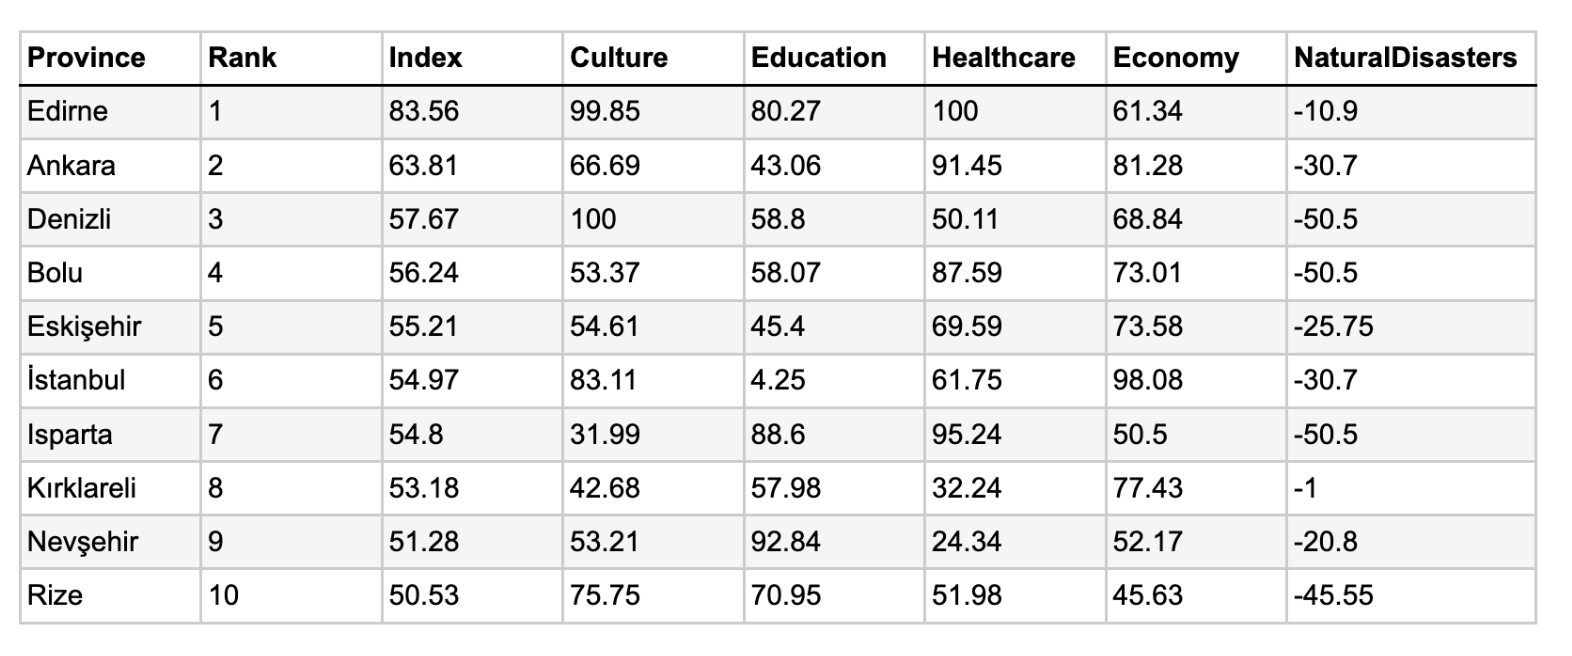 Province Rank Index Culture Education Healthcare Economy NaturalDisasters
Edirne 1 83.56 99.85 80.27 100 61.34 -10.9
Ankara 2 63.81 66.69 43.06 91.45 81.28 -30.7
Denizli 3 57.67 100 58.8 50.11 68.84 -50.5
Bolu 4 56.24 53.37 58.07 87.59 73.01 -50.5
Eskişehir 5 55.21 54.61 45.4 69.59 73.58 -25.75
İstanbul 6 54.97 83.11 4.25 61.75 98.08 -30.7
Isparta 7 54.8 31.99 88.6 95.24 50.5 -50.5
Kırklareli 8 53.18 42.68 57.98 32.24 77.43 -1
Nevşehir 9 51.28 53.21 92.84 24.34 52.17 -20.8
Rize 10 50.53 75.75 70.95 51.98 45.63 -45.55